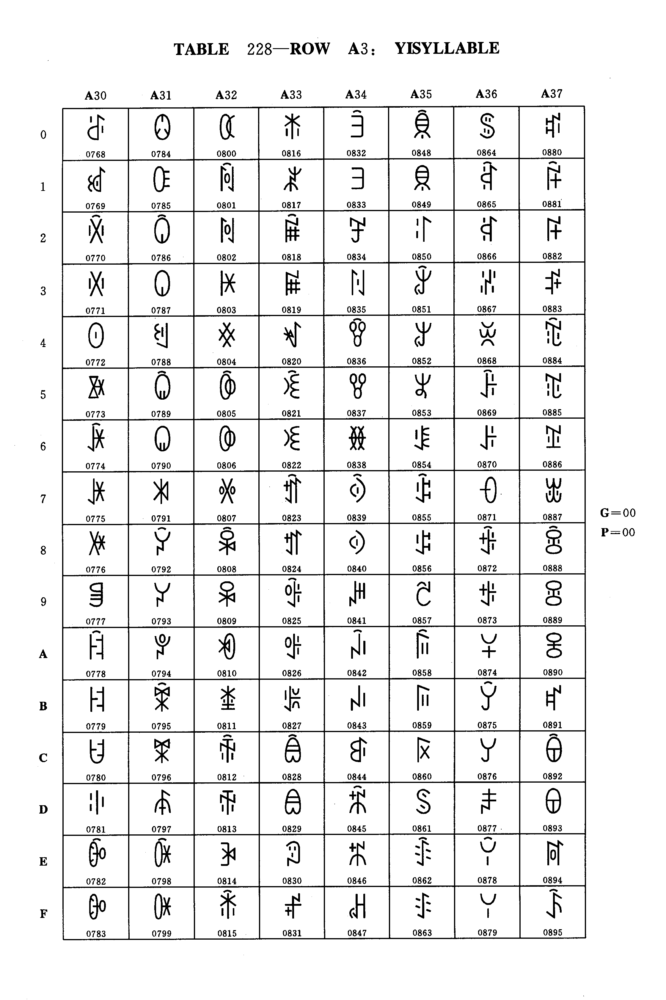 TABLE 228—ROW A3: YISYLLABLE
A30 A31 A32 A33 A34 A35 A36 A37
0 ꌁ ꌑ ꌡ ꌱ ꍁ ꍑ ꍡ ꍱ
0768 0784 0800 0816 0832 0848 0864 0880
1 ꌂ ꌒ ꌢ ꌲ ꍂ ꍒ ꍢ ꍲ
0769 0785 0801 0817 0833 0849 0865 0881
2 ꌃ ꌓ ꌣ ꌳ ꍃ ꍓ ꍣ ꍳ
0770 0786 0802 0818 0834 0850 0866 0882
3 ꌄ ꌔ ꌤ ꌴ ꍄ ꍔ ꍤ ꍴ
0771 0787 0803 0819 0835 0851 0867 0883
4 ꌅ ꌕ ꌥ ꌵ ꍅ ꍕ ꍥ ꍵ
0772 0788 0804 0820 0836 0852 0868 0884
5 ꌆ ꌖ ꌦ ꌶ ꍆ ꍖ ꍦ ꍶ
0773 0789 0805 0821 0837 0853 0869 0885
6 ꌇ ꌗ ꌧ ꌷ ꍇ ꍗ ꍧ ꍷ
0774 0790 0806 0822 0838 0854 0870 0886
7 ꌈ ꌘ ꌨ ꌸ ꍈ ꍘ ꍨ ꍸ
0775 0791 0807 0823 0839 0855 0871 0887
G=00
8 ꌉ ꌙ ꌩ ꌹ ꍉ ꍙ ꍩ ꍹ
P=00
0776 0792 0808 0824 0840 0856 0872 0888
9 ꌊ ꌚ ꌪ ꌺ ꍊ ꍚ ꍪ ꍺ
0777 0793 0809 0825 0841 0857 0873 0889
A ꌋ ꌛ ꌫ ꌻ ꍋ ꍛ ꍫ ꍻ
0778 0794 0810 0826 0842 0858 0874 0890
B ꌌ ꌜ ꌬ ꌼ ꍌ ꍜ ꍬ ꍼ
0779 0795 0811 0827 0843 0859 0875 0891
C ꌍ ꌝ ꌭ ꌽ ꍍ ꍝ ꍭ ꍽ
0780 0796 0812 0828 0844 0860 0876 0892
D ꌎ ꌞ ꌮ ꌾ ꍎ ꍞ ꍮ ꍾ
0781 0797 0813 0829 0845 0861 0877 0893
E ꌏ ꌟ ꌯ ꌿ ꍏ ꍟ ꍯ ꍿ
0782 0798 0814 0830 0846 0862 0878 0894
F ꌐ ꌠ ꌰ ꍀ ꍐ ꍠ ꍰ ꎀ
0783 0799 0815 0831 0847 0863 0879 0895